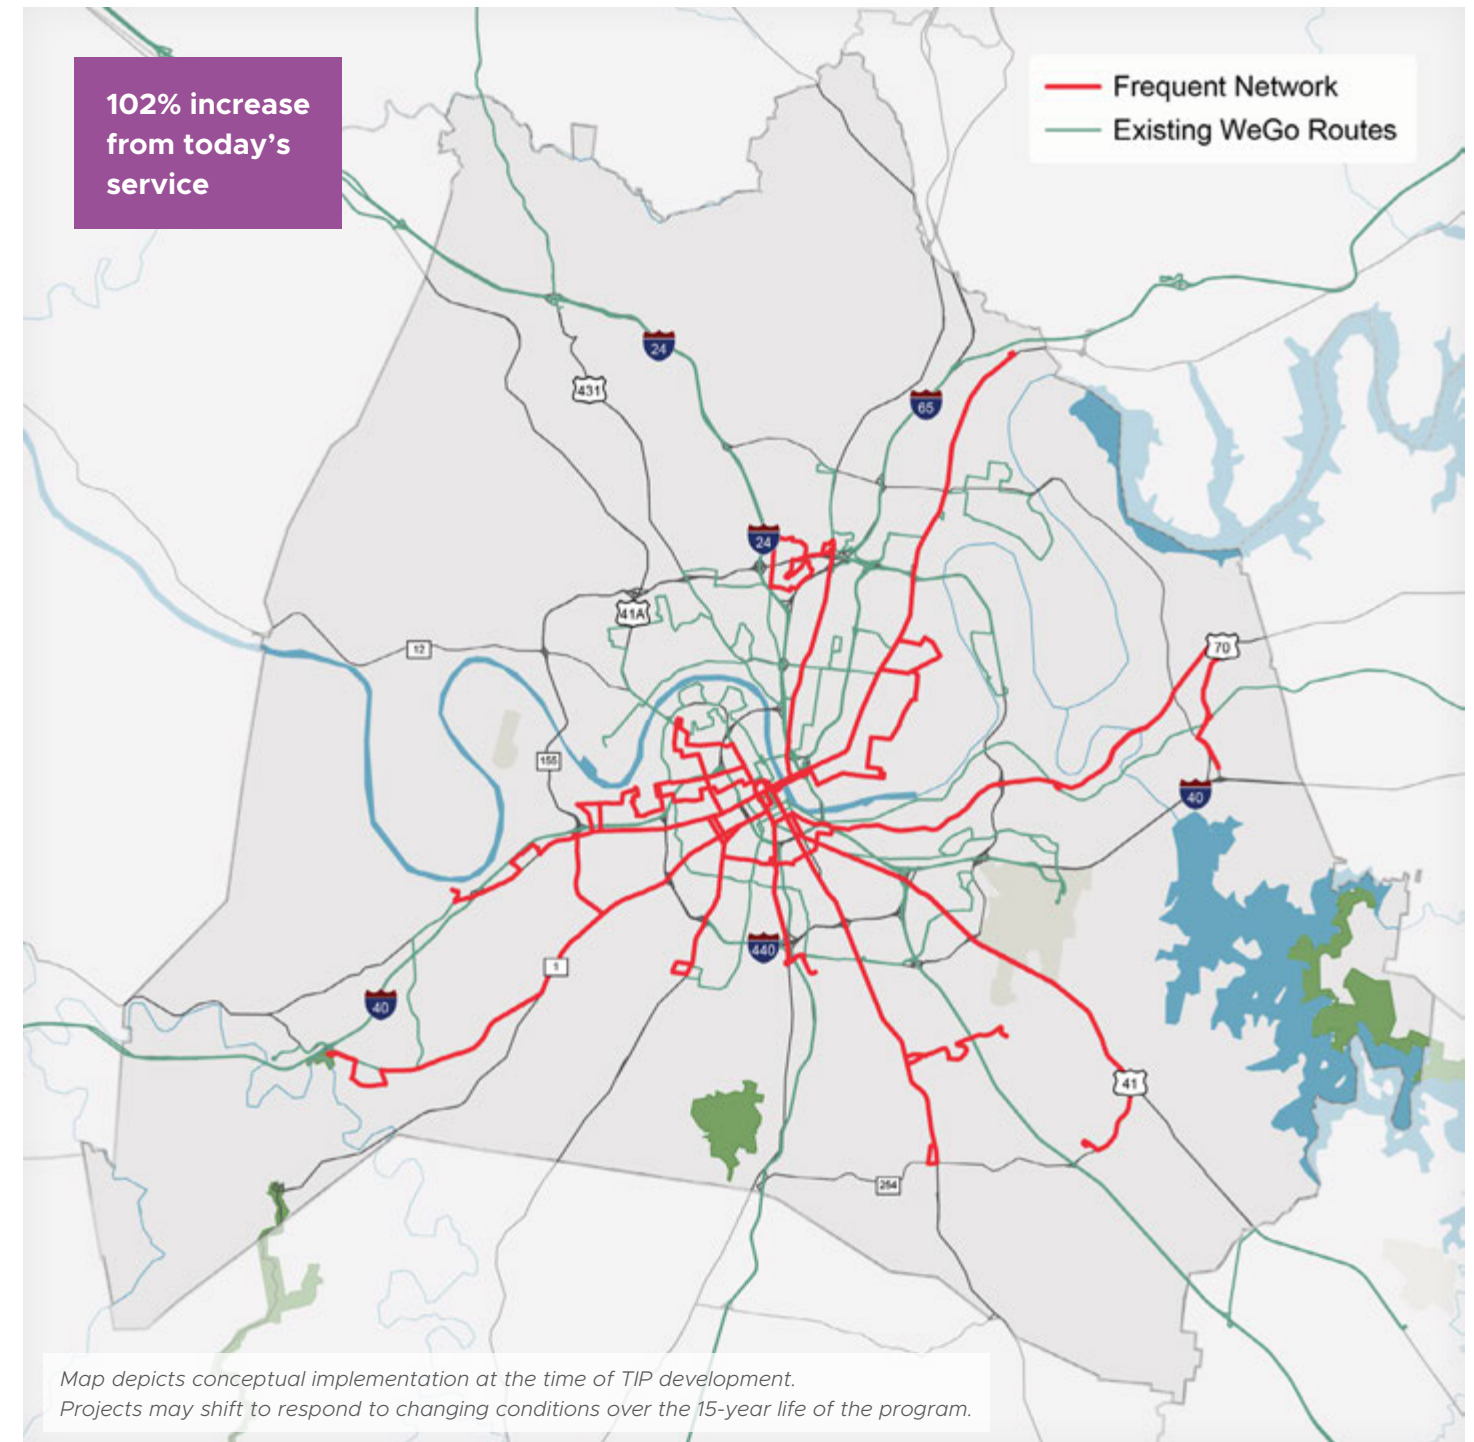 102% increase
from today's
service
Frequent Network
Existing WeGo Routes
24
431
65
24
41A
12
70
155
40
440
1
40
41
254
Map depicts conceptual implementation at the time of TIP development.
Projects may shift to respond to changing conditions over the 15-year life of the program.